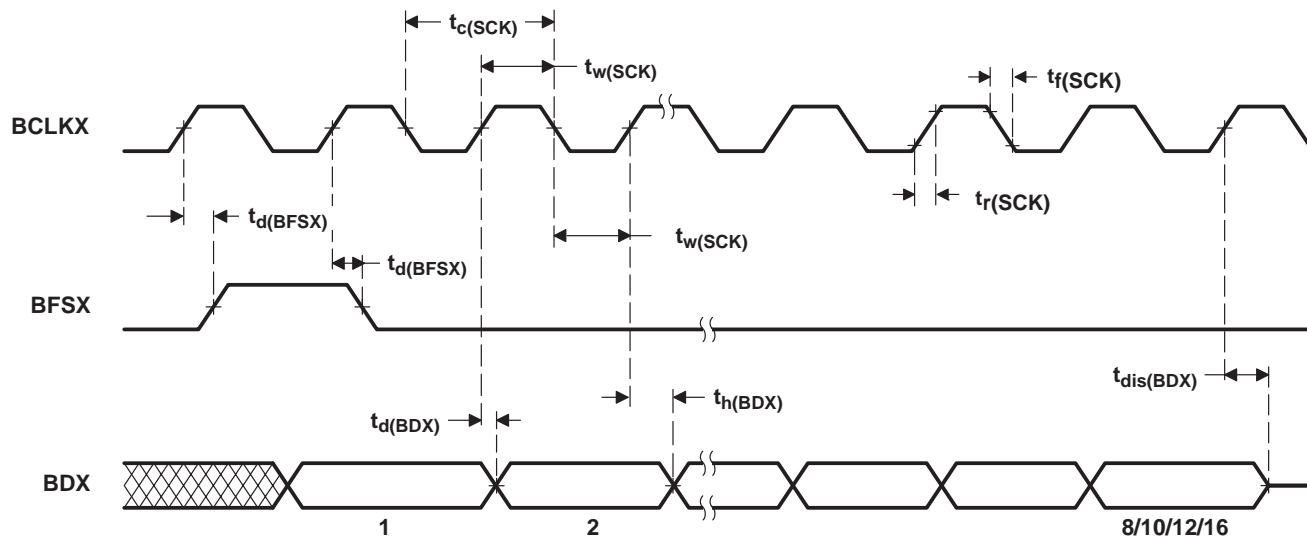 tc(SCK)
tw(SCK)
tf(SCK)
BCLKX
tr(SCK)
td(BFSX)
tw(SCK)
td(BFSX)
BFSX
tdis(BDX)
th(BDX)
td(BDX)
BDX
1 2 8/10/12/16